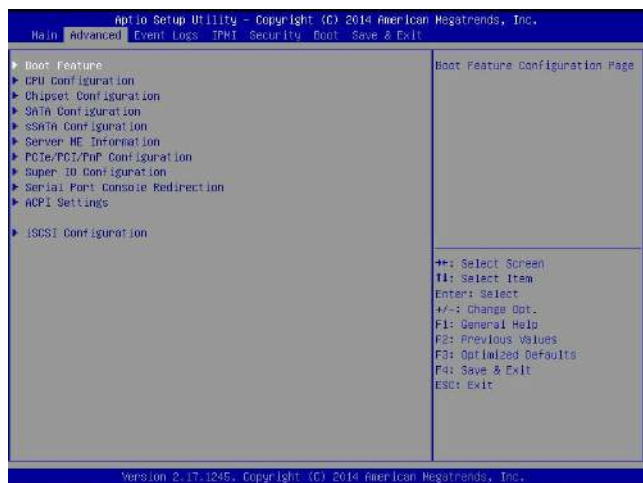 Aptio Setup Utility - Copyright (C) 2014 American Megatrends, Inc.
Main Advanced Event Logs IPMI Security Boot Save & Exit
Boot Feature
CPU Configuration
Chipset Configuration
SATA Configuration
sSATA Configuration
Server ME Information
PCIe/PCI/PnP Configuration
Super IO Configuration
Serial Port Console Redirection
ACPI Settings
iSCSI Configuration
Boot Feature Configuration Page
→←: Select Screen
↑↓: Select Item
Enter: Select
+/-: Change Opt.
F1: General Help
F2: Previous Values
F3: Optimized Defaults
F4: Save & Exit
ESC: Exit
Version 2.17.1245. Copyright (C) 2014 American Megatrends, Inc.